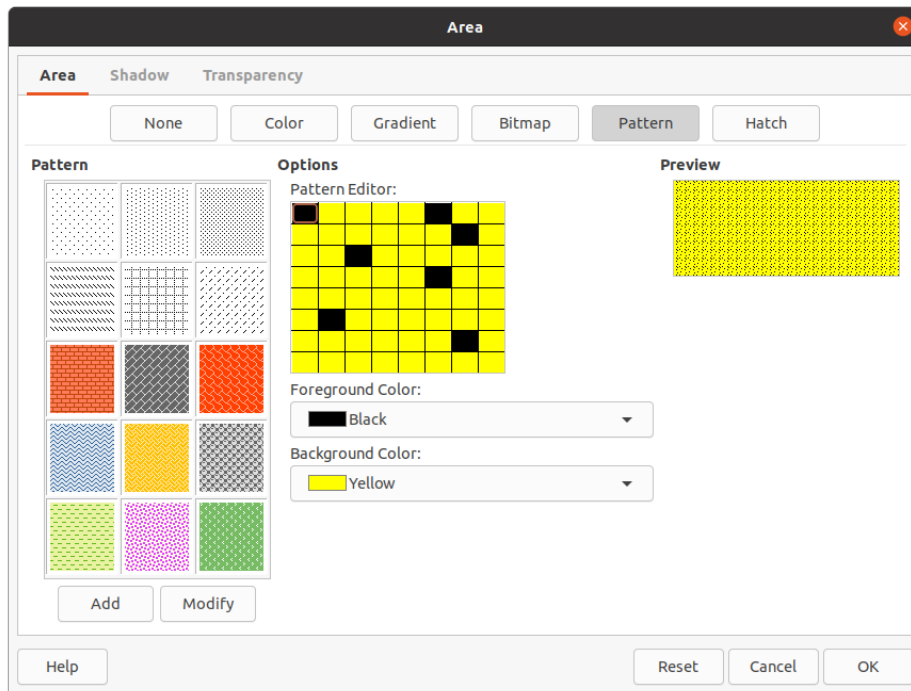 Area
Area Shadow Transparency
None Color Gradient Bitmap Pattern Hatch
Pattern Options Preview
Pattern Editor:
Foreground Color:
Black
Background Color:
Yellow
Add Modify
Help Reset Cancel OK